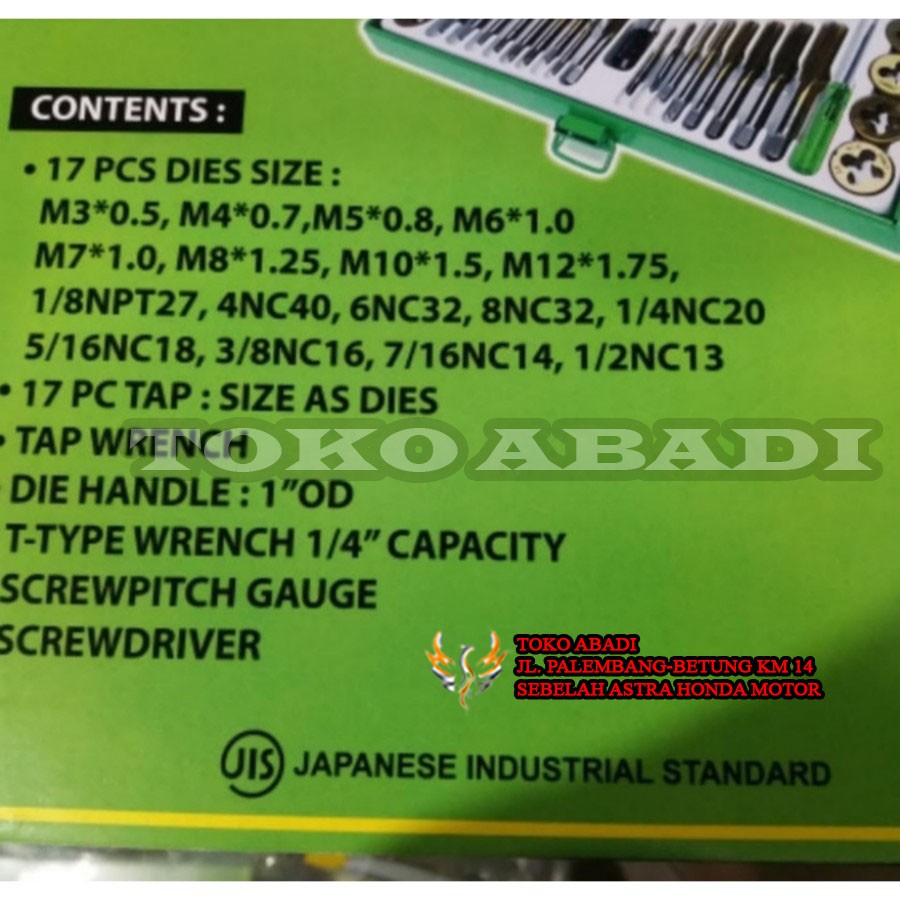 CONTENTS :
• 17 PCS DIES SIZE :
M3*0.5, M4*0.7,M5*0.8, M6*1.0
M7*1.0, M8*1.25, M10*1.5, M12*1.75,
1/8NPT27, 4NC40, 6NC32, 8NC32, 1/4NC20
5/16NC18, 3/8NC16, 7/16NC14, 1/2NC13
• 17 PC TAP : SIZE AS DIES
• TAP WRENCH
TOKO ABADI
• DIE HANDLE : 1”OD
T-TYPE WRENCH 1/4” CAPACITY
SCREWPITCH GAUGE
SCREWDRIVER
TOKO ABADI
JL. PALEMBANG-BETUNG KM 14
SEBELAH ASTRA HONDA MOTOR
JIS JAPANESE INDUSTRIAL STANDARD